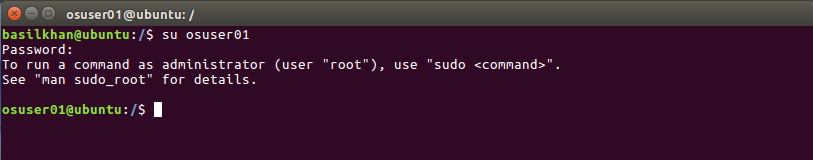 osuser01@ubuntu: /
basilkhan@ubuntu:/$ su osuser01
Password:
To run a command as administrator (user "root"), use "sudo <command>".
See "man sudo_root" for details.
osuser01@ubuntu:/$